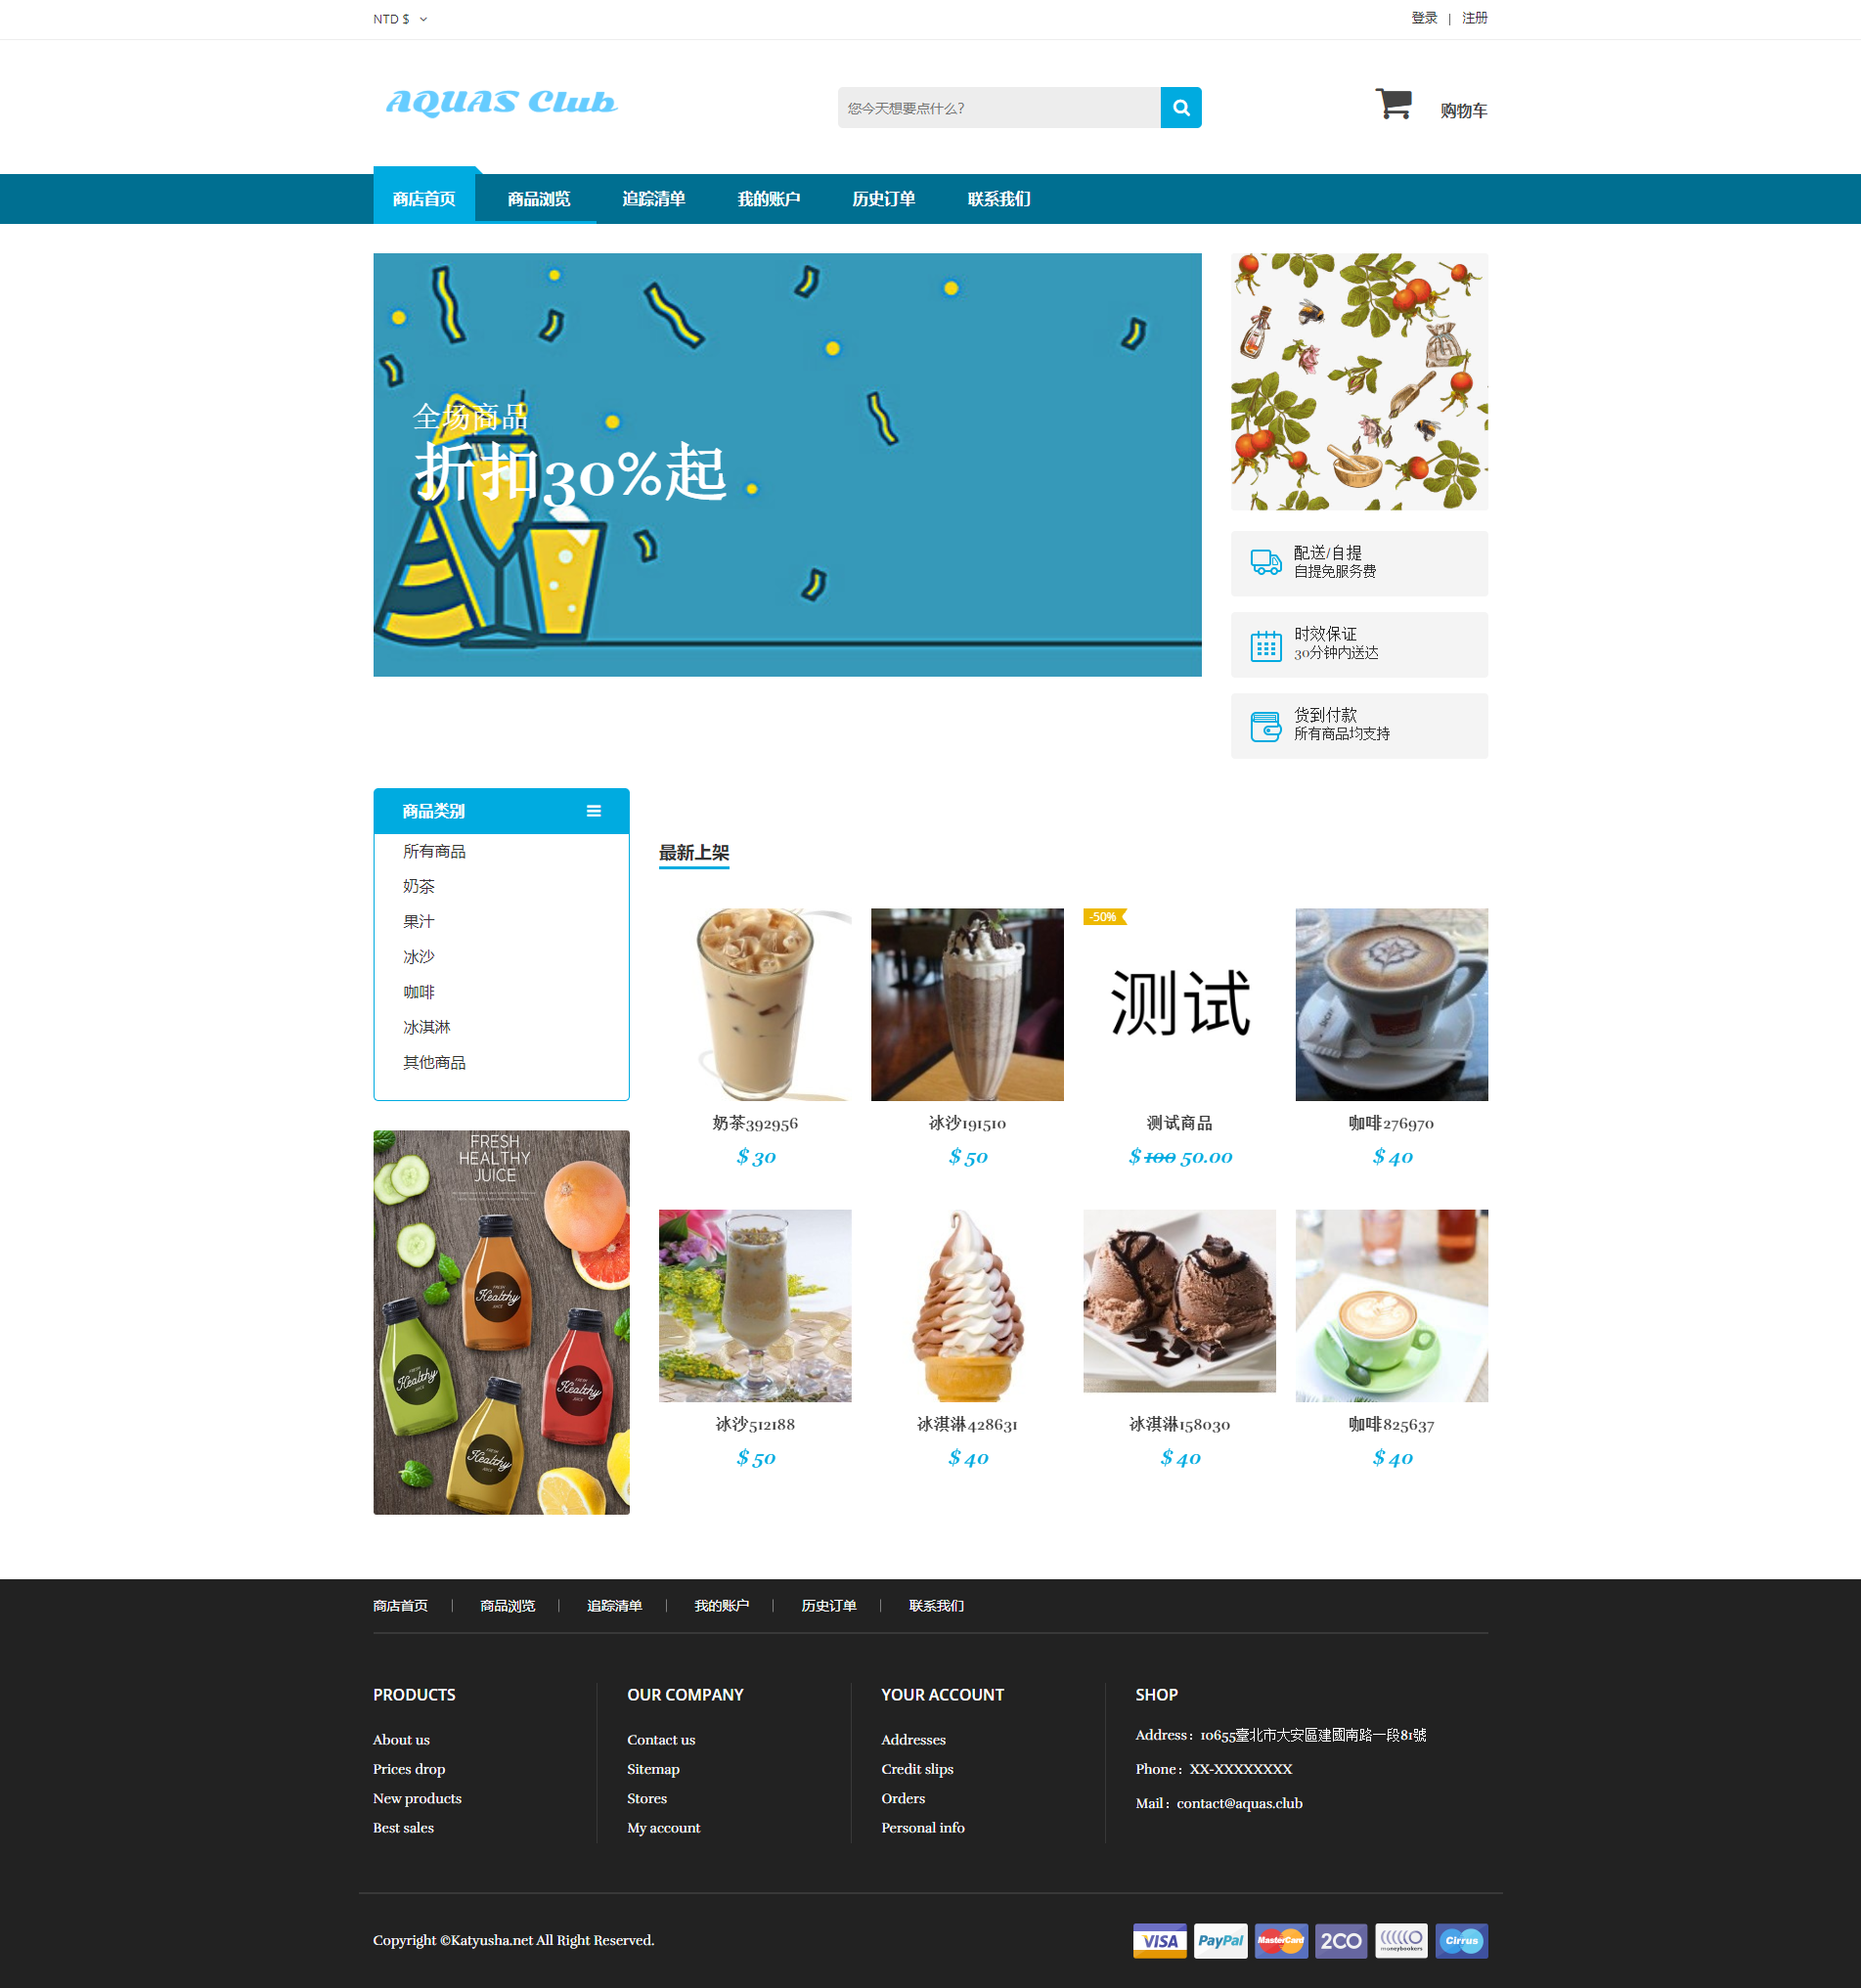 NTD $
登录 | 注册
AQUAS Club
您今天想要点什么?
购物车
商店首页
商品浏览
追踪清单
我的账户
历史订单
联系我们
全场商品
折扣30%起
配送/自提
自提免服务费
时效保证
30分钟内送达
货到付款
所有商品均支持
商品类别
所有商品
奶茶
果汁
冰沙
咖啡
冰淇淋
其他商品
FRESH
HEALTHY
JUICE
FRESH
Healthy
JUICE
Healthy
JUICE
Healthy
JUICE
Healthy
JUICE
最新上架
-50%
测试
奶茶392956
$ 30
冰沙191510
$ 50
测试商品
$ 100 50.00
咖啡276970
$ 40
冰沙512188
$ 50
冰淇淋428631
$ 40
冰淇淋158030
$ 40
咖啡825637
$ 40
商店首页 | 商品浏览 | 追踪清单 | 我的账户 | 历史订单 | 联系我们
PRODUCTS
About us
Prices drop
New products
Best sales
OUR COMPANY
Contact us
Sitemap
Stores
My account
YOUR ACCOUNT
Addresses
Credit slips
Orders
Personal info
SHOP
Address：10655臺北市大安區建國南路一段81號
Phone：XX-XXXXXXXX
Mail：contact@aquas.club
Copyright ©Katyusha.net All Right Reserved.
VISA
PayPal
MasterCard
2CO
moneybookers
Cirrus